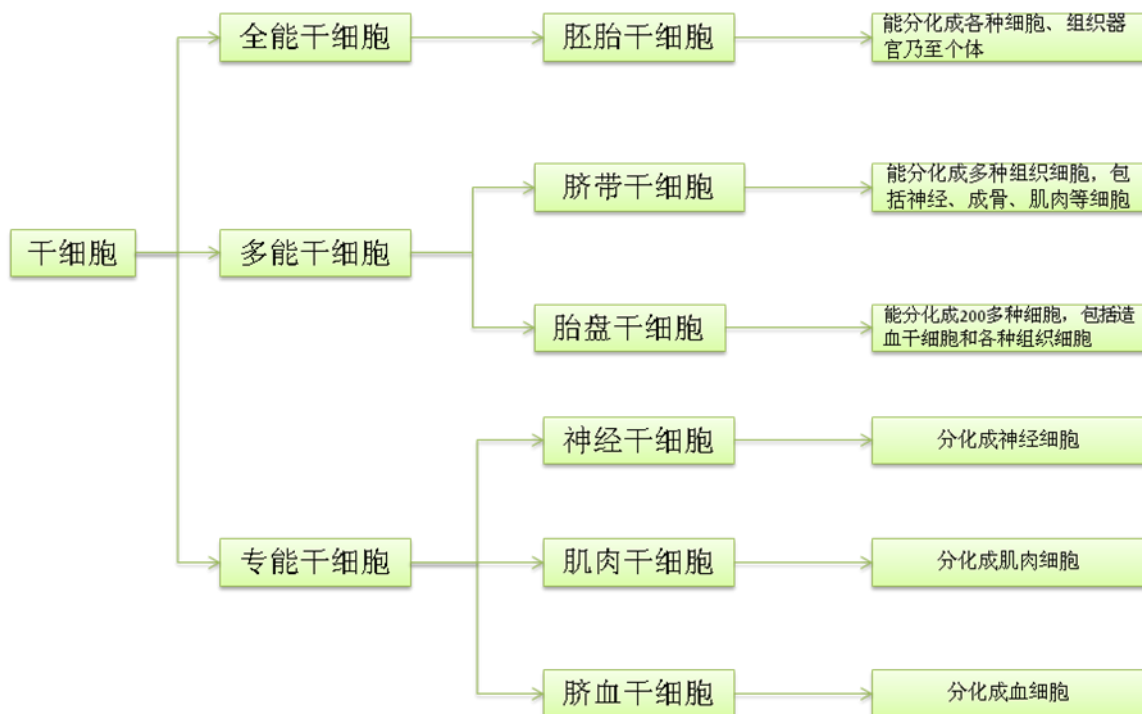 全能干细胞
胚胎干细胞
能分化成各种细胞、组织器
官乃至个体
脐带干细胞
能分化成多种组织细胞，包
括神经、成骨、肌肉等细胞
干细胞
多能干细胞
胎盘干细胞
能分化成200多种细胞，包括造
血干细胞和各种组织细胞
神经干细胞
分化成神经细胞
专能干细胞
肌肉干细胞
分化成肌肉细胞
脐血干细胞
分化成血细胞